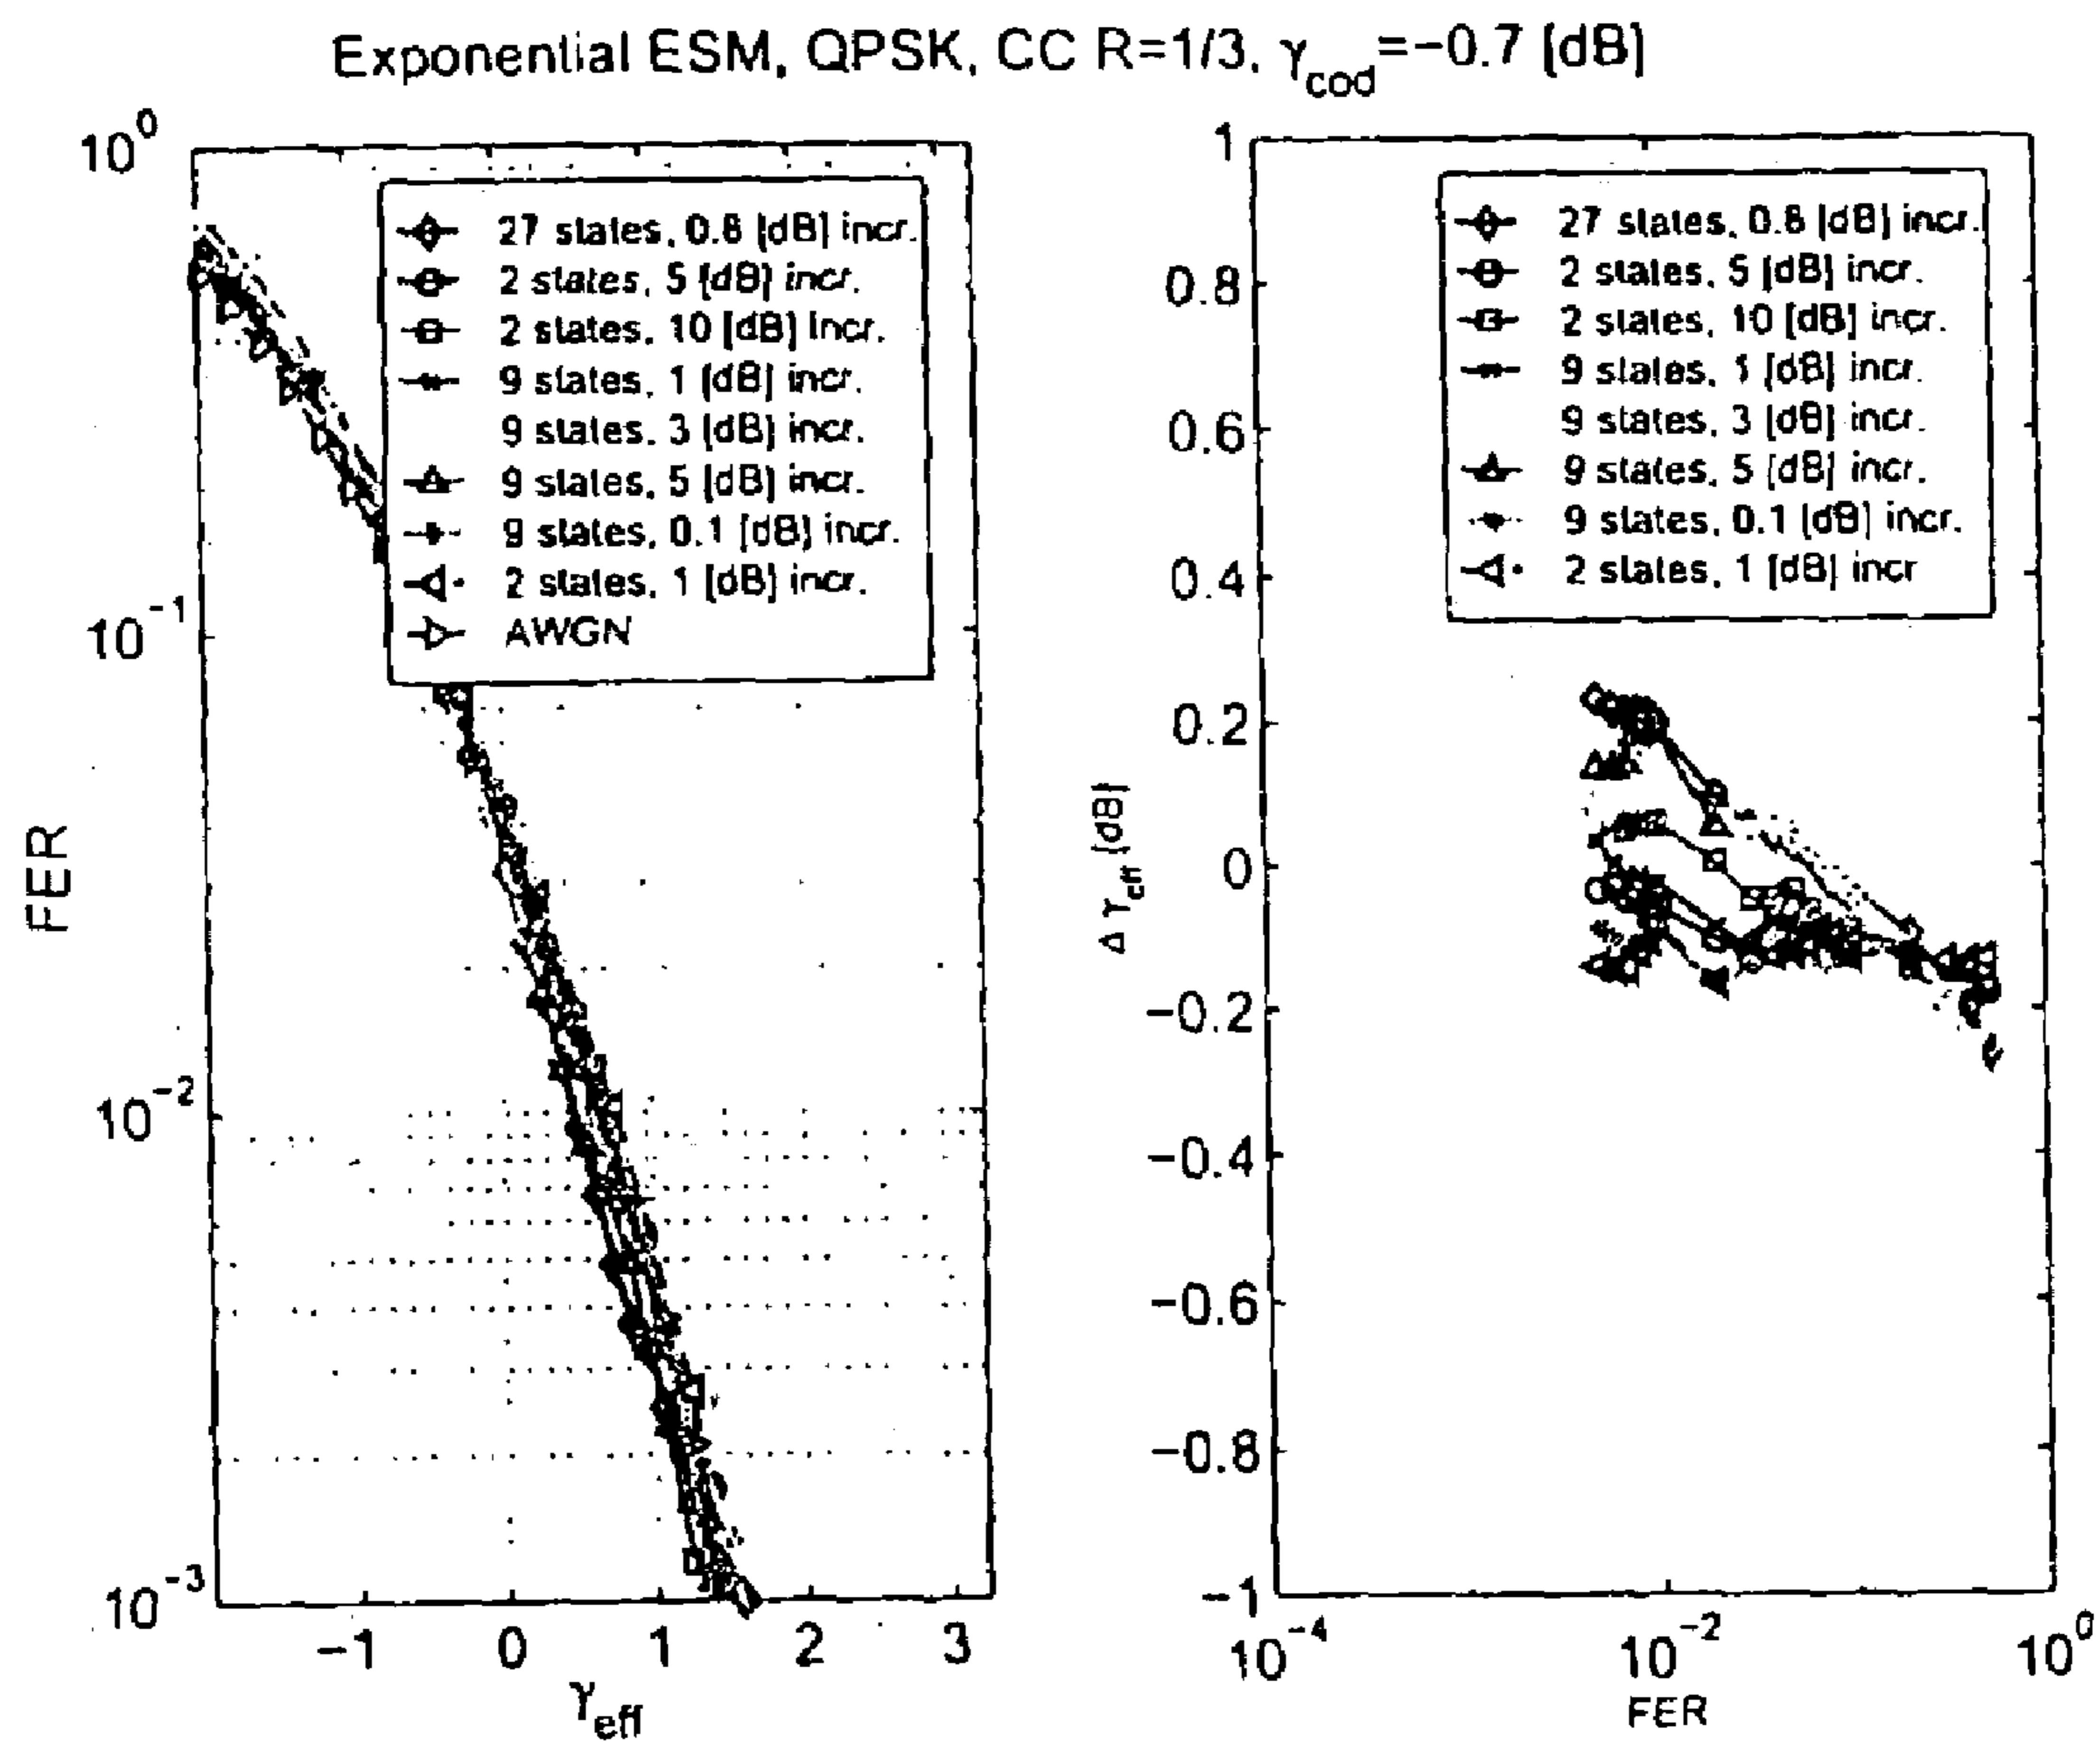 Exponential ESM, QPSK, CC R=1/3, γcod=-0.7 [dB]
10^0
10^-1
10^-2
10^-3
FER
27 states, 0.8 [dB] incr.
2 states, 5 [dB] incr.
2 states, 10 [dB] incr.
9 states, 1 [dB] incr.
9 states, 3 [dB] incr.
9 states, 5 [dB] incr.
9 states, 0.1 [dB] incr.
2 states, 1 [dB] incr.
AWGN
-1 0 1 2 3
γeff
1
0.8
0.6
0.4
0.2
0
-0.2
-0.4
-0.6
-0.8
-1
Δ γeff [dB]
27 states, 0.8 [dB] incr.
2 states, 5 [dB] incr.
2 states, 10 [dB] incr.
9 states, 1 [dB] incr.
9 states, 3 [dB] incr.
9 states, 5 [dB] incr.
9 states, 0.1 [dB] incr.
2 states, 1 [dB] incr
10^-4 10^-2 10^0
FER